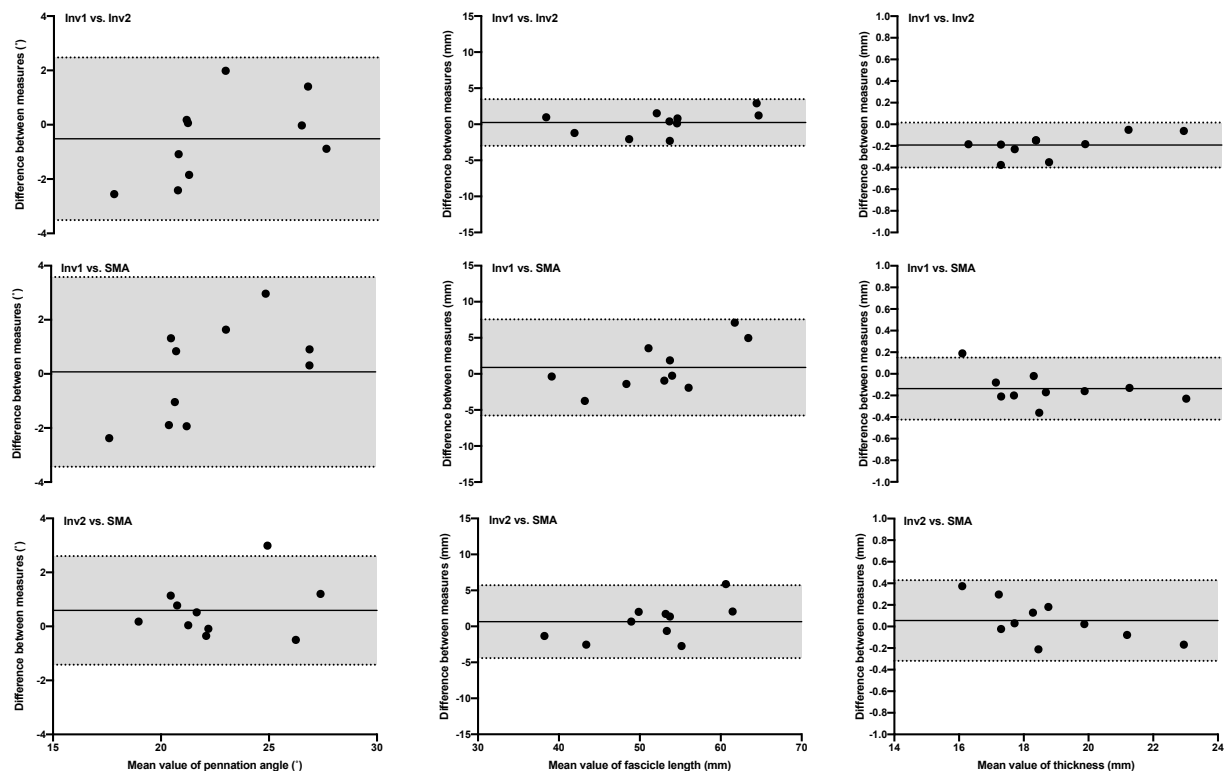 Inv1 vs. Inv2
Difference between measures (°)
4
2
0
-2
-4
Inv1 vs. Inv2
Difference between measures (mm)
15
10
5
0
-5
-10
-15
Inv1 vs. Inv2
Difference between measures (mm)
1.0
0.8
0.6
0.4
0.2
0.0
-0.2
-0.4
-0.6
-0.8
-1.0
Inv1 vs. SMA
Difference between measures (°)
4
2
0
-2
-4
Inv1 vs. SMA
Difference between measures (mm)
15
10
5
0
-5
-10
-15
Inv1 vs. SMA
Difference between measures (mm)
1.0
0.8
0.6
0.4
0.2
0.0
-0.2
-0.4
-0.6
-0.8
-1.0
Inv2 vs. SMA
Difference between measures (°)
4
2
0
-2
-4
15 20 25 30
Mean value of pennation angle (°)
Inv2 vs. SMA
Difference between measures (mm)
15
10
5
0
-5
-10
-15
30 40 50 60 70
Mean value of fascicle length (mm)
Inv2 vs. SMA
Difference between measures (mm)
1.0
0.8
0.6
0.4
0.2
0.0
-0.2
-0.4
-0.6
-0.8
-1.0
14 16 18 20 22 24
Mean value of thickness (mm)